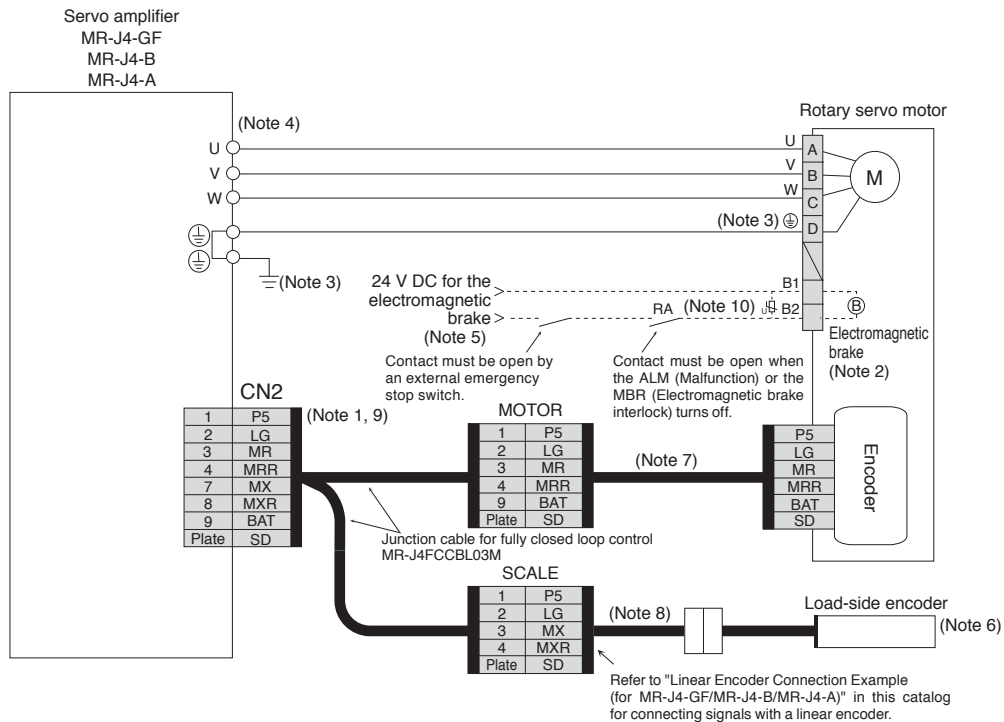 Servo amplifier
MR-J4-GF
MR-J4-B
MR-J4-A
Rotary servo motor
(Note 4)
U
V
W
U
V
W
A
B
C
D
M
(Note 3)
(Note 3)
24 V DC for the
electromagnetic
brake
(Note 5)
B1
B2
RA
(Note 10)
U
B
Electromagnetic
brake
(Note 2)
Contact must be open by
an external emergency
stop switch.
Contact must be open when
the ALM (Malfunction) or the
MBR (Electromagnetic brake
interlock) turns off.
CN2
(Note 1, 9)
1 P5
2 LG
3 MR
4 MRR
7 MX
8 MXR
9 BAT
Plate SD
MOTOR
1 P5
2 LG
3 MR
4 MRR
9 BAT
Plate SD
(Note 7)
P5
LG
MR
MRR
BAT
SD
Encoder
Junction cable for fully closed loop control
MR-J4FCCBL03M
SCALE
1 P5
2 LG
3 MX
4 MXR
Plate SD
(Note 8)
Load-side encoder
(Note 6)
Refer to "Linear Encoder Connection Example
(for MR-J4-GF/MR-J4-B/MR-J4-A)" in this catalog
for connecting signals with a linear encoder.